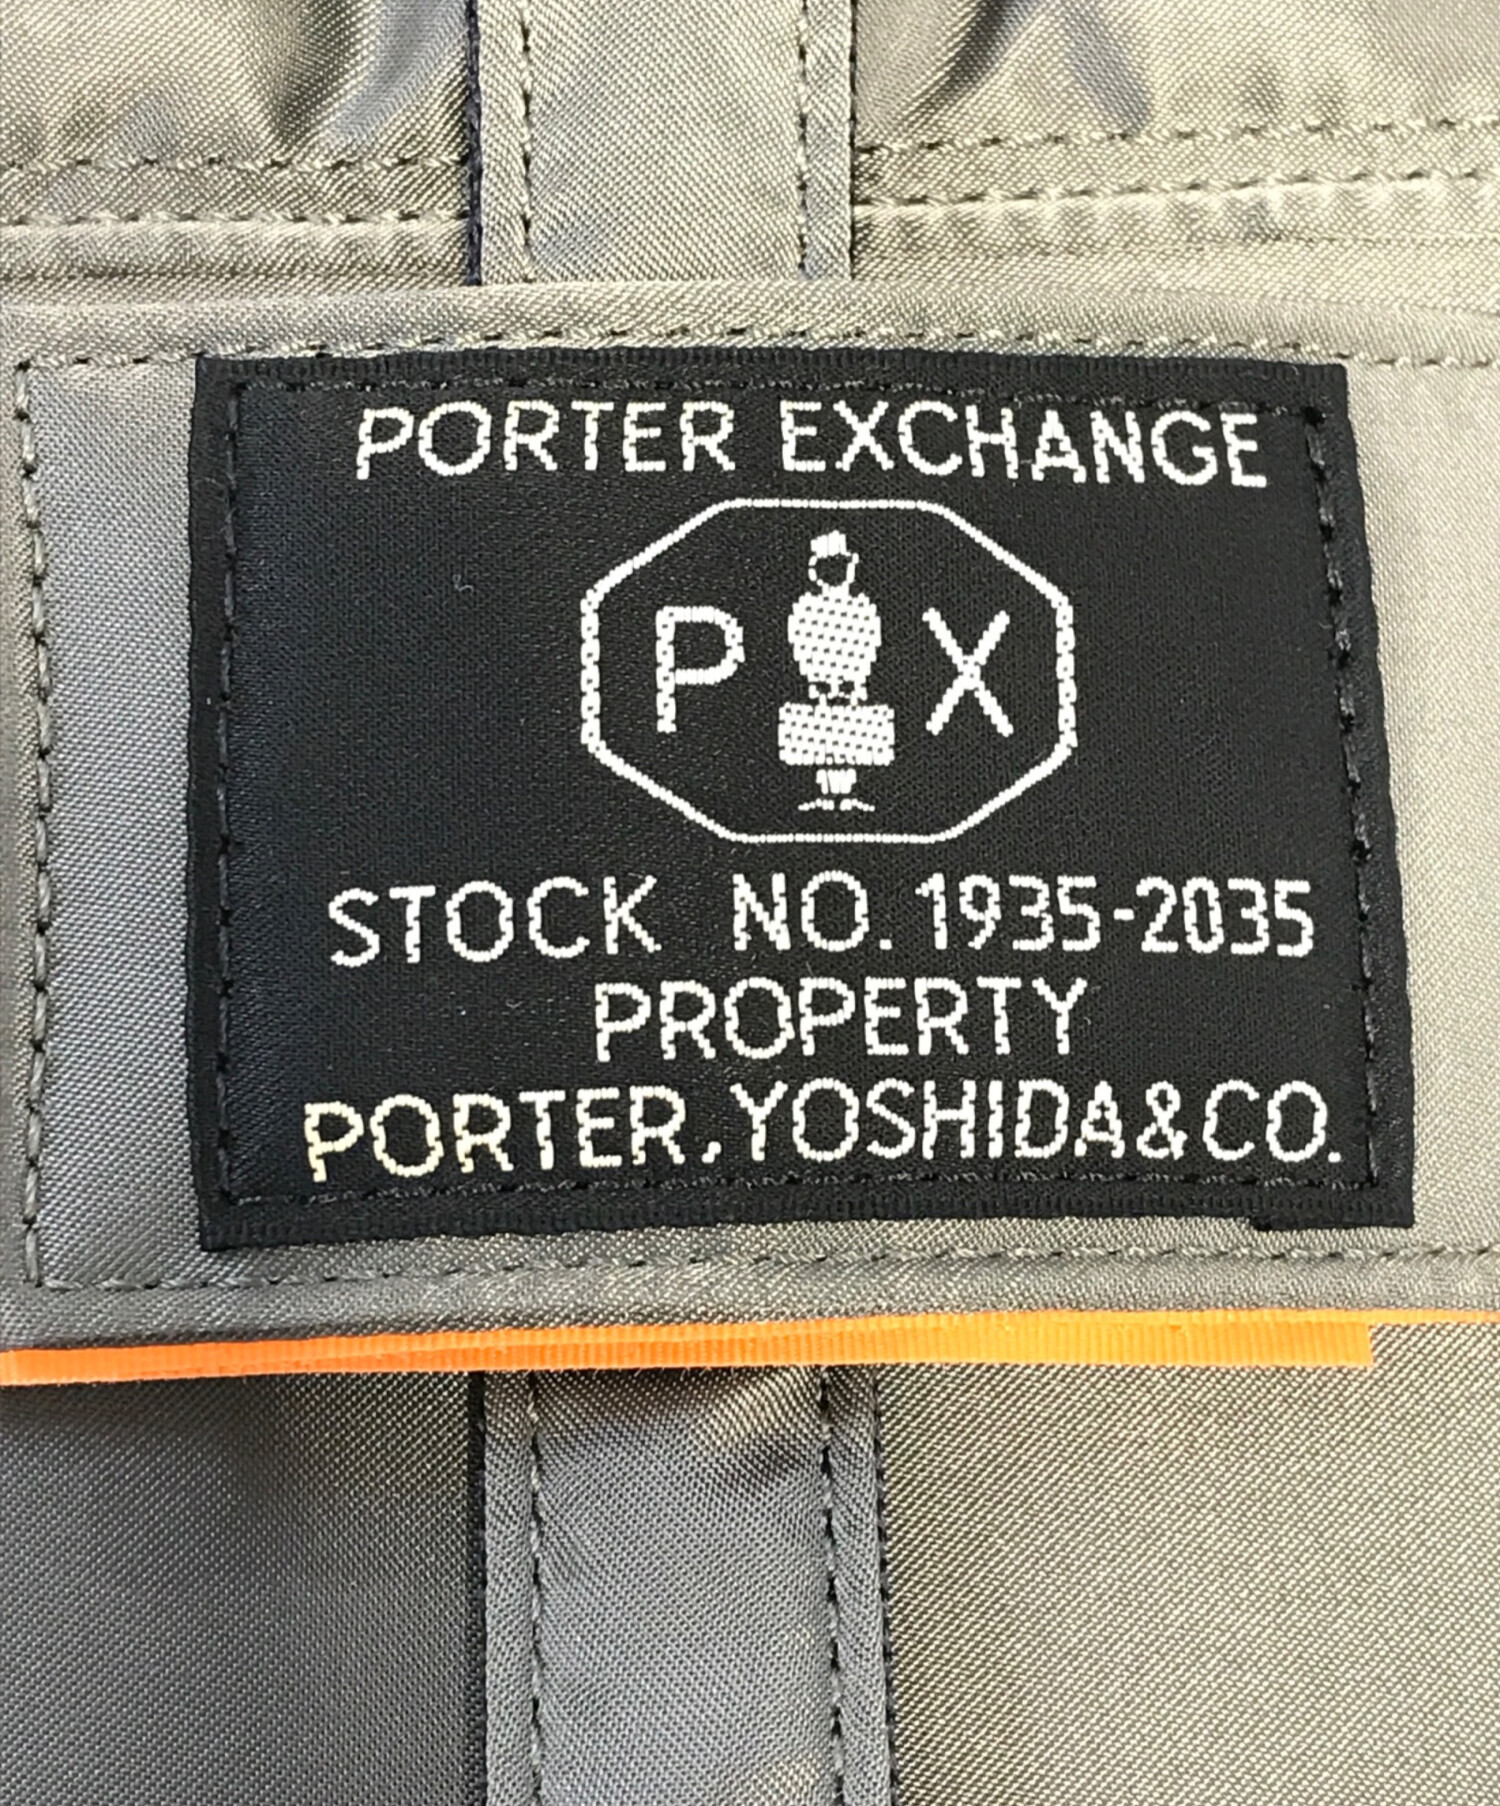 PORTER EXCHANGE
P X
STOCK NO. 1935-2035
PROPERTY
PORTER, YOSHIDA&CO.